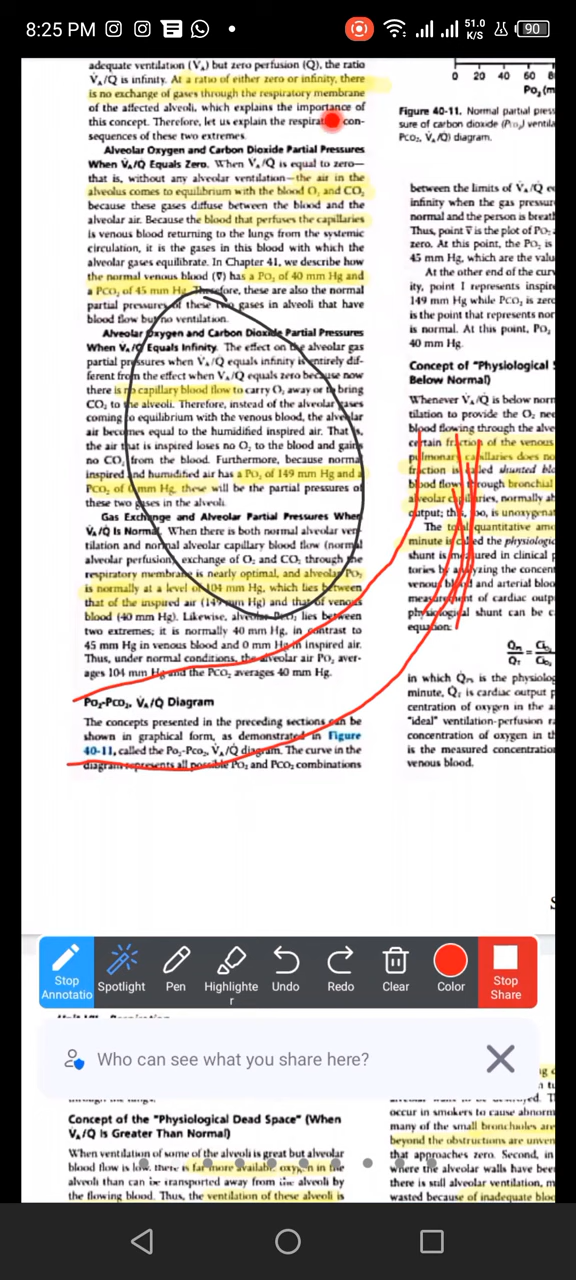 8:25 PM
51.0
K/S
90
adequate ventilation (V̇A) but zero perfusion (Q), the ratio
V̇A/Q̇ is infinity. At a ratio of either zero or infinity, there
is no exchange of gases through the respiratory membrane
of the affected alveoli, which explains the importance of
this concept. Therefore, let us explain the con-
sequences of these two extremes.
Alveolar Oxygen and Carbon Dioxide Partial Pressures
When V̇A/Q̇ Equals Zero. When V̇A/Q̇ is equal to zero—
that is, without any alveolar ventilation—the air in the
alveolus comes to equilibrium with the blood O2 and CO2
because these gases diffuse between the blood and the
alveolar air. Because the blood that perfuses the capillaries
is venous blood returning to the lungs from the systemic
circulation, it is the gases in this blood with which the
alveolar gases equilibrate. In Chapter 41, we describe how
the normal venous blood (V̄) has a PO2 of 40 mm Hg and
a PCO2 of 45 mm Hg. Therefore, these are also the normal
partial pressures of these two gases in alveoli that have
blood flow but no ventilation.
Alveolar Oxygen and Carbon Dioxide Partial Pressures
When V̇A/Q̇ Equals Infinity. The effect on the alveolar gas
partial pressures when V̇A/Q̇ equals infinity is entirely dif-
ferent from the effect when V̇A/Q̇ equals zero because now
there is no capillary blood flow to carry O2 away or to bring
CO2 to the alveoli. Therefore, instead of the alveolar gases
coming to equilibrium with the venous blood, the alveolar
air becomes equal to the humidified inspired air. That is,
the air that is inspired loses no O2 to the blood and gains
no CO2 from the blood. Furthermore, because normal
inspired and humidified air has a PO2 of 149 mm Hg and a
PCO2 of 0 mm Hg, these will be the partial pressures of
these two gases in the alveoli.
Gas Exchange and Alveolar Partial Pressures When
V̇A/Q̇ Is Normal. When there is both normal alveolar ven-
tilation and normal alveolar capillary blood flow (normal
alveolar perfusion), exchange of O2 and CO2 through the
respiratory membrane is nearly optimal, and alveolar PO2
is normally at a level of 104 mm Hg, which lies between
that of the inspired air (149 mm Hg) and that of venous
blood (40 mm Hg). Likewise, alveolar PCO2 lies between
two extremes; it is normally 40 mm Hg, in contrast to
45 mm Hg in venous blood and 0 mm Hg in inspired air.
Thus, under normal conditions, the alveolar air PO2 aver-
ages 104 mm Hg and the PCO2 averages 40 mm Hg.
PO2-PCO2, V̇A/Q̇ Diagram
The concepts presented in the preceding sections can be
shown in graphical form, as demonstrated in Figure
40-11, called the PO2-PCO2, V̇A/Q̇ diagram. The curve in the
diagram represents all possible PO2 and PCO2 combinations
0 20 40 60
Figure 40-11. Normal partial
sure of carbon dioxide
PCO2, V̇A/Q̇) diagram.
between the limits of V̇A/Q̇
infinity when the gas
normal and the person is
Thus, point V̄ is the plot of PO2
zero. At this point, the PO2 is
45 mm Hg, which are the
At the other end of the
ity, point I represents
149 mm Hg while PCO2 is
is the point that represents
is normal. At this point, PO2
40 mm Hg.
Concept of "Physiological
Below Normal)
Whenever V̇A/Q̇ is below
tilation to provide the O2
blood flowing through the
certain fraction of the venous
pulmonary capillaries does
fraction is called shunted
blood flows through bronchial
alveolar capillaries, normally
output; this, too, is
The total quantitative
minute is called the
shunt is measured in clinical
tories by analyzing the
venous blood and arterial
measurement of cardiac
physiological shunt can be
equation:
in which is the
minute, is cardiac output
centration of oxygen in the
"ideal" ventilation-perfusion
concentration of oxygen in
is the measured
venous blood.
Stop
Annotatio
Spotlight
Pen
Highlighte
r
Undo
Redo
Clear
Color
Stop
Share
Who can see what you share here?
Concept of the "Physiological Dead Space" (When
V̇A/Q̇ Is Greater Than Normal)
When ventilation of some of the alveoli is great but alveolar
blood flow is low, there is far more available oxygen in the
alveoli than can be transported away from the alveoli by
the flowing blood. Thus, the ventilation of these alveoli is
occur in smokers to cause
many of the small bronchioles are
beyond the obstructions are
that approaches zero. Second, in
where the alveolar walls have
there is still alveolar ventilation,
wasted because of inadequate